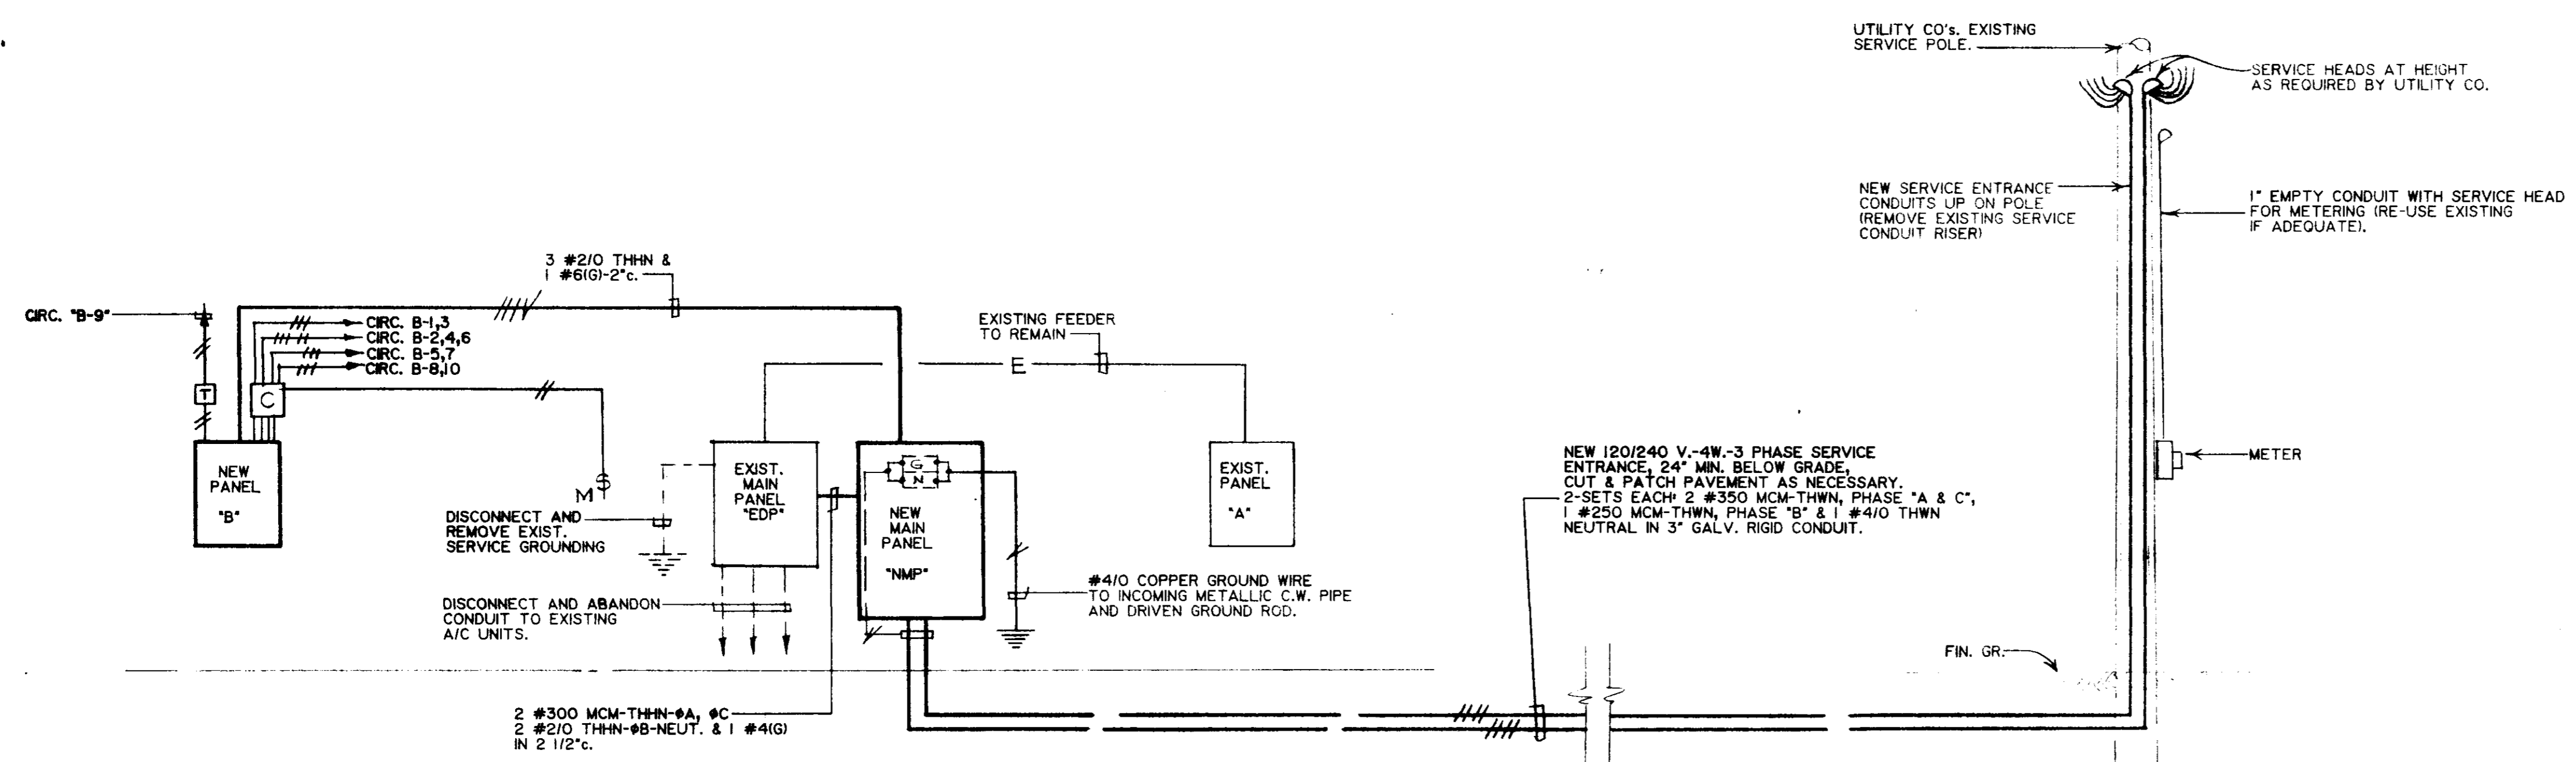 UTILITY CO's. EXISTING
SERVICE POLE.
SERVICE HEADS AT HEIGHT
AS REQUIRED BY UTILITY CO.
NEW SERVICE ENTRANCE
CONDUITS UP ON POLE
(REMOVE EXISTING SERVICE
CONDUIT RISER)
1" EMPTY CONDUIT WITH SERVICE HEAD
FOR METERING (RE-USE EXISTING
IF ADEQUATE).
3 #2/0 THHN &
1 #6(G)-2"c.
CIRC. "B-9"
CIRC. B-1,3
CIRC. B-2,4,6
CIRC. B-5,7
CIRC. B-8,10
EXISTING FEEDER
TO REMAIN
E
T
C
NEW
PANEL
"B"
M
DISCONNECT AND
REMOVE EXIST.
SERVICE GROUNDING
EXIST.
MAIN
PANEL
"EDP"
G
N
NEW
MAIN
PANEL
"NMP"
EXIST.
PANEL
"A"
NEW 120/240 V.-4W.-3 PHASE SERVICE
ENTRANCE, 24" MIN. BELOW GRADE,
CUT & PATCH PAVEMENT AS NECESSARY.
2-SETS EACH: 2 #350 MCM-THWN, PHASE "A & C",
1 #250 MCM-THWN, PHASE "B" & 1 #4/0 THWN
NEUTRAL IN 3" GALV. RIGID CONDUIT.
METER
DISCONNECT AND ABANDON
CONDUIT TO EXISTING
A/C UNITS.
#4/0 COPPER GROUND WIRE
TO INCOMING METALLIC C.W. PIPE
AND DRIVEN GROUND ROD.
FIN. GR.
2 #300 MCM-THHN-ØA, ØC
2 #2/0 THHN-ØB-NEUT. & 1 #4(G)
IN 2 1/2"c.